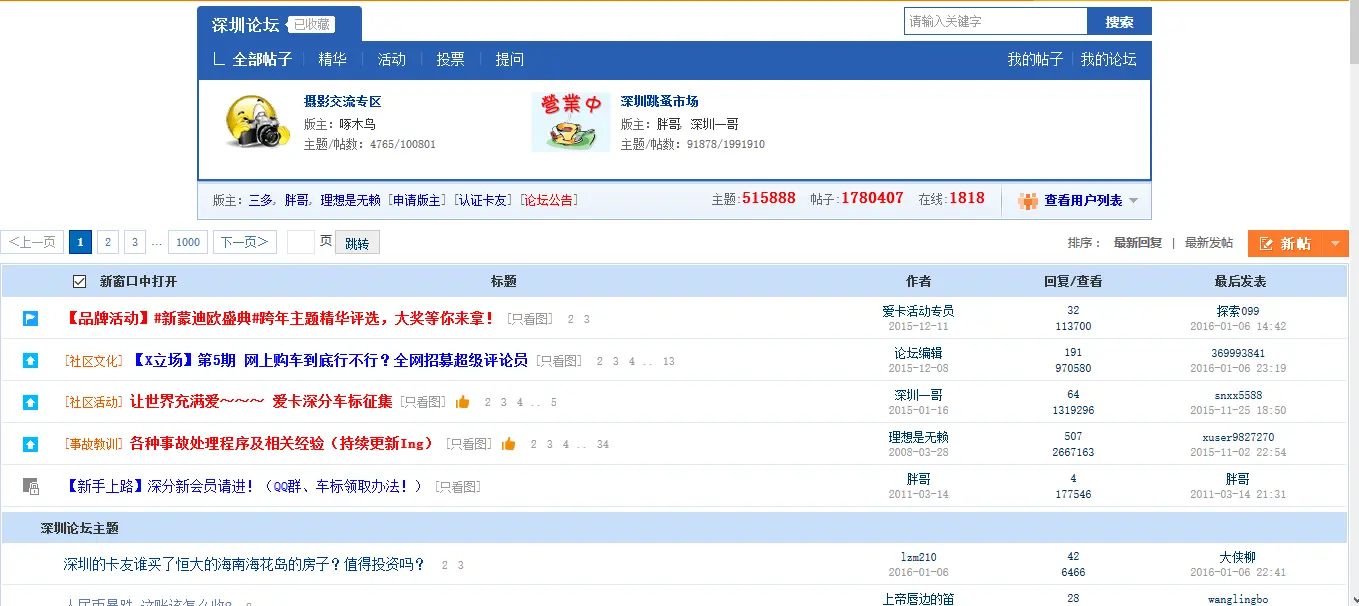 深圳论坛 已收藏 请输入关键字 搜索
全部帖子 精华 活动 投票 提问 我的帖子 我的论坛
摄影交流专区
版主：啄木鸟
主题/帖数：4765/100801
營業中
深圳跳蚤市场
版主：胖哥，深圳一哥
主题/帖数：91878/1991910
版主：三多，胖哥，理想是无赖 [申请版主] [认证卡友] [论坛公告] 主题:515888 帖子:1780407 在线:1818 查看用户列表
<上一页 1 2 3 ... 1000 下一页> 页 跳转 排序： 最新回复 | 最新发帖 新帖
新窗口中打开 标题 作者 回复/查看 最后发表
【品牌活动】#新蒙迪欧盛典#跨年主题精华评选，大奖等你来拿！ [只看图] 2 3 爱卡活动专员 32 探索099
2015-12-11 113700 2016-01-06 14:42
[社区文化] 【X立场】第5期 网上购车到底行不行？全网招募超级评论员 [只看图] 2 3 4 .. 13 论坛编辑 191 369993841
2015-12-08 970580 2016-01-06 23:19
[社区活动] 让世界充满爱～～～ 爱卡深分车标征集 [只看图] 2 3 4 .. 5 深圳一哥 64 snxx5588
2015-01-16 1319296 2015-11-25 18:50
[事故教训] 各种事故处理程序及相关经验（持续更新Ing） [只看图] 2 3 4 .. 34 理想是无赖 507 xuser9827270
2008-03-28 2667163 2015-11-02 22:54
【新手上路】深分新会员请进！（QQ群、车标领取办法！） [只看图] 胖哥 4 胖哥
2011-03-14 177546 2011-03-14 21:31
深圳论坛主题
深圳的卡友谁买了恒大的海南海花岛的房子？值得投资吗？ 2 3 lzm210 42 大侠柳
2016-01-06 6466 2016-01-06 22:41
上帝唇边的笛 28 wanglingbo